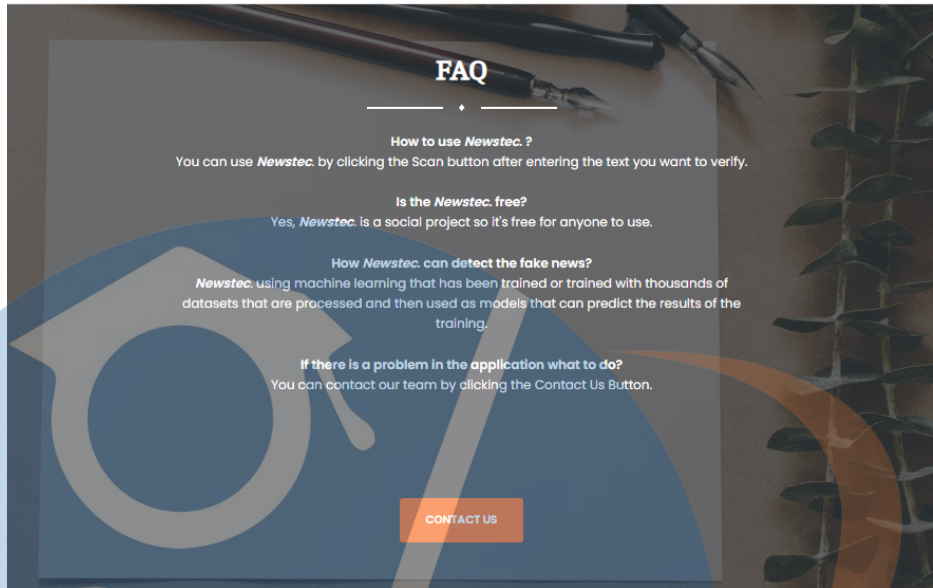 FAQ
How to use Newstec. ?
You can use Newstec. by clicking the Scan button after entering the text you want to verify.
Is the Newstec. free?
Yes, Newstec. is a social project so it's free for anyone to use.
How Newstec. can detect the fake news?
Newstec. using machine learning that has been trained or trained with thousands of
datasets that are processed and then used as models that can predict the results of the
training.
If there is a problem in the application what to do?
You can contact our team by clicking the Contact Us Button.
CONTACT US